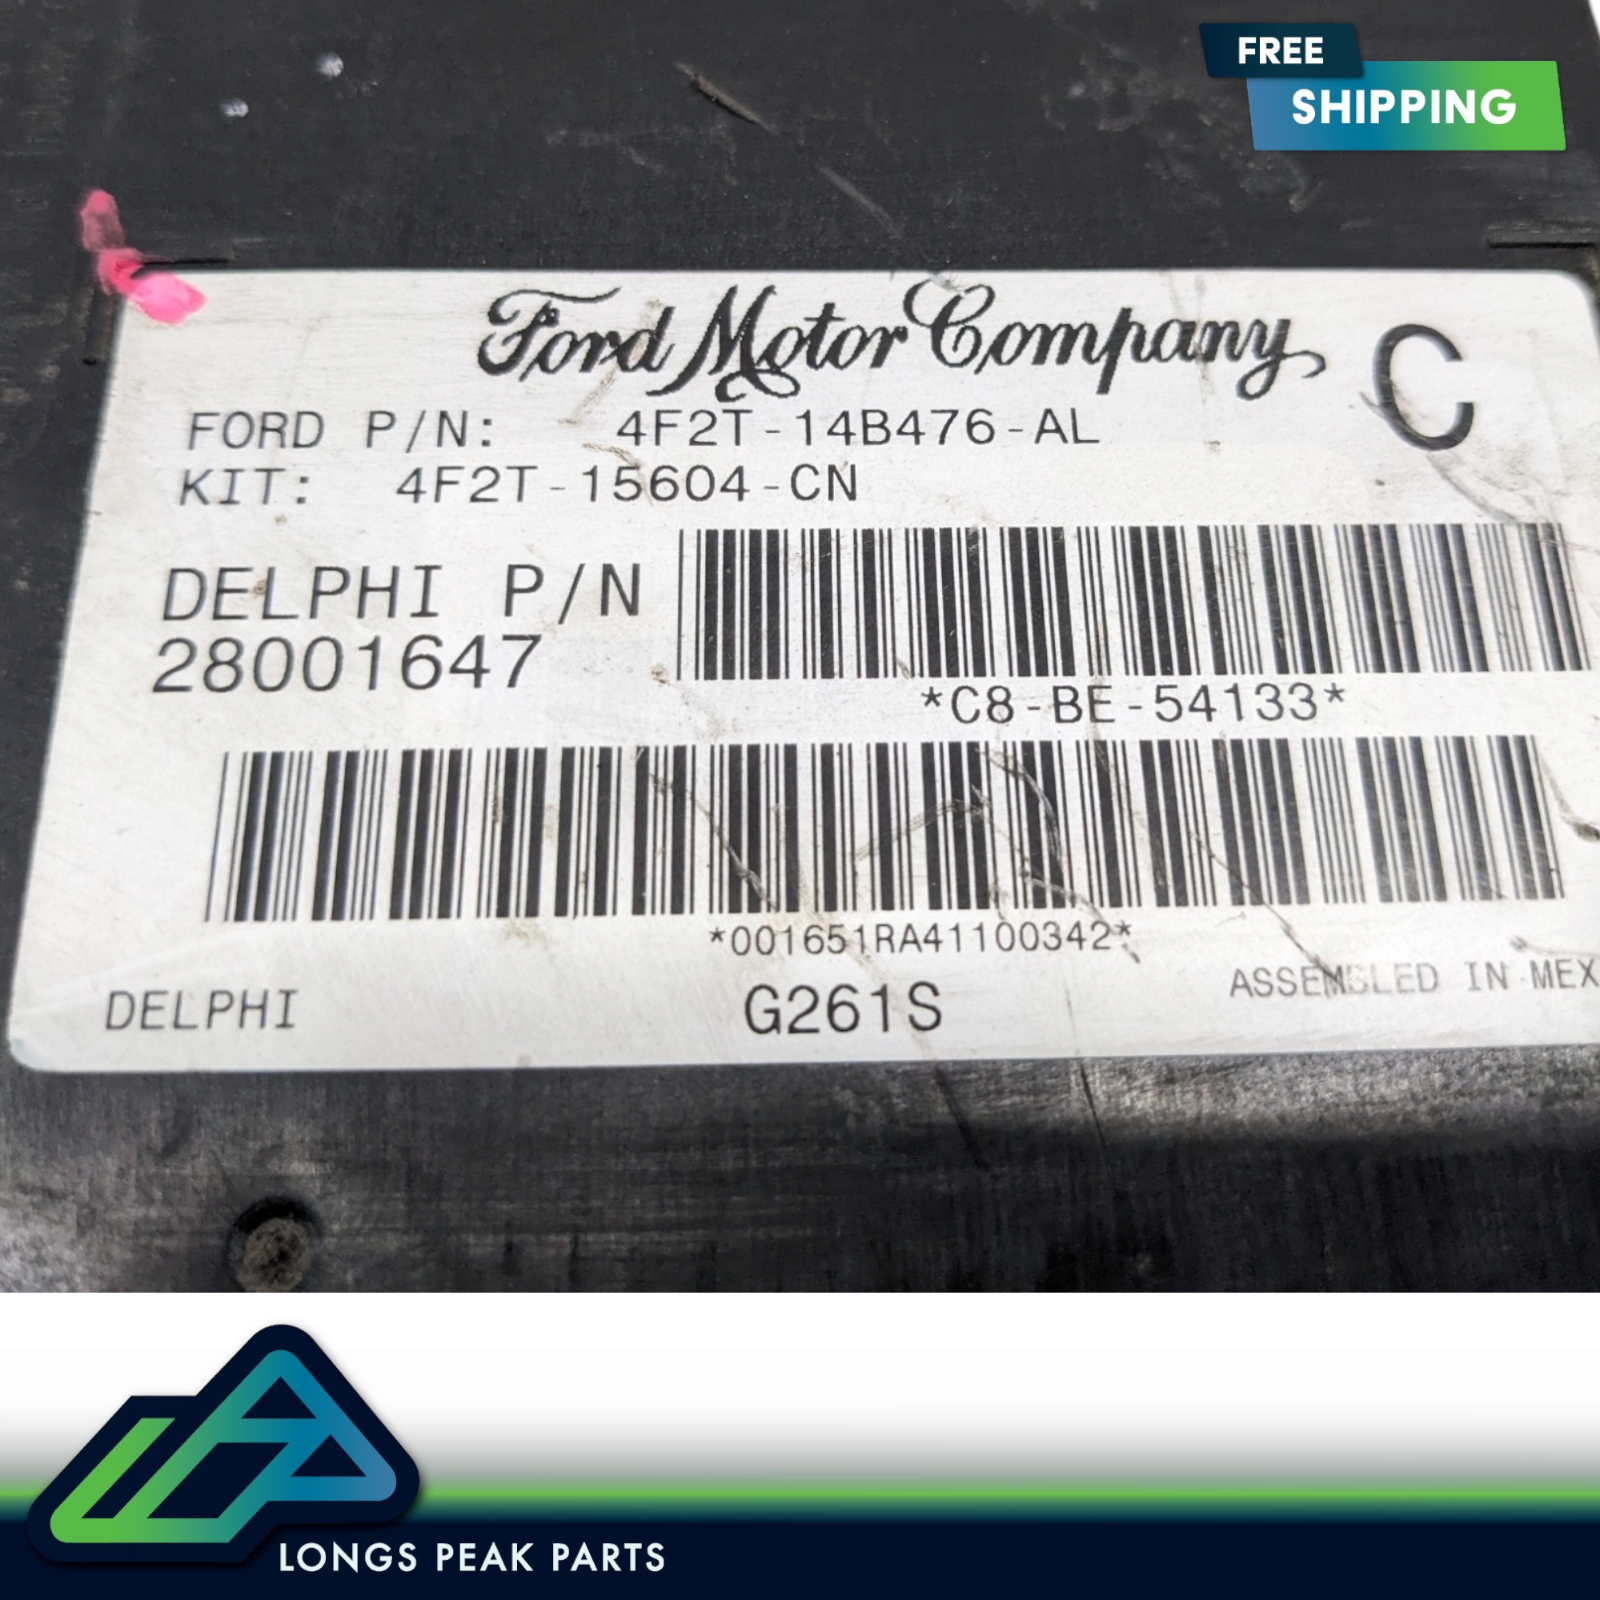 FREE
SHIPPING
Ford Motor Company C
FORD P/N: 4F2T-14B476-AL
KIT: 4F2T-15604-CN
DELPHI P/N
28001647
*C8-BE-54133*
*001651RA41100342*
DELPHI G261S ASSEMBLED IN MEX
LONGS PEAK PARTS